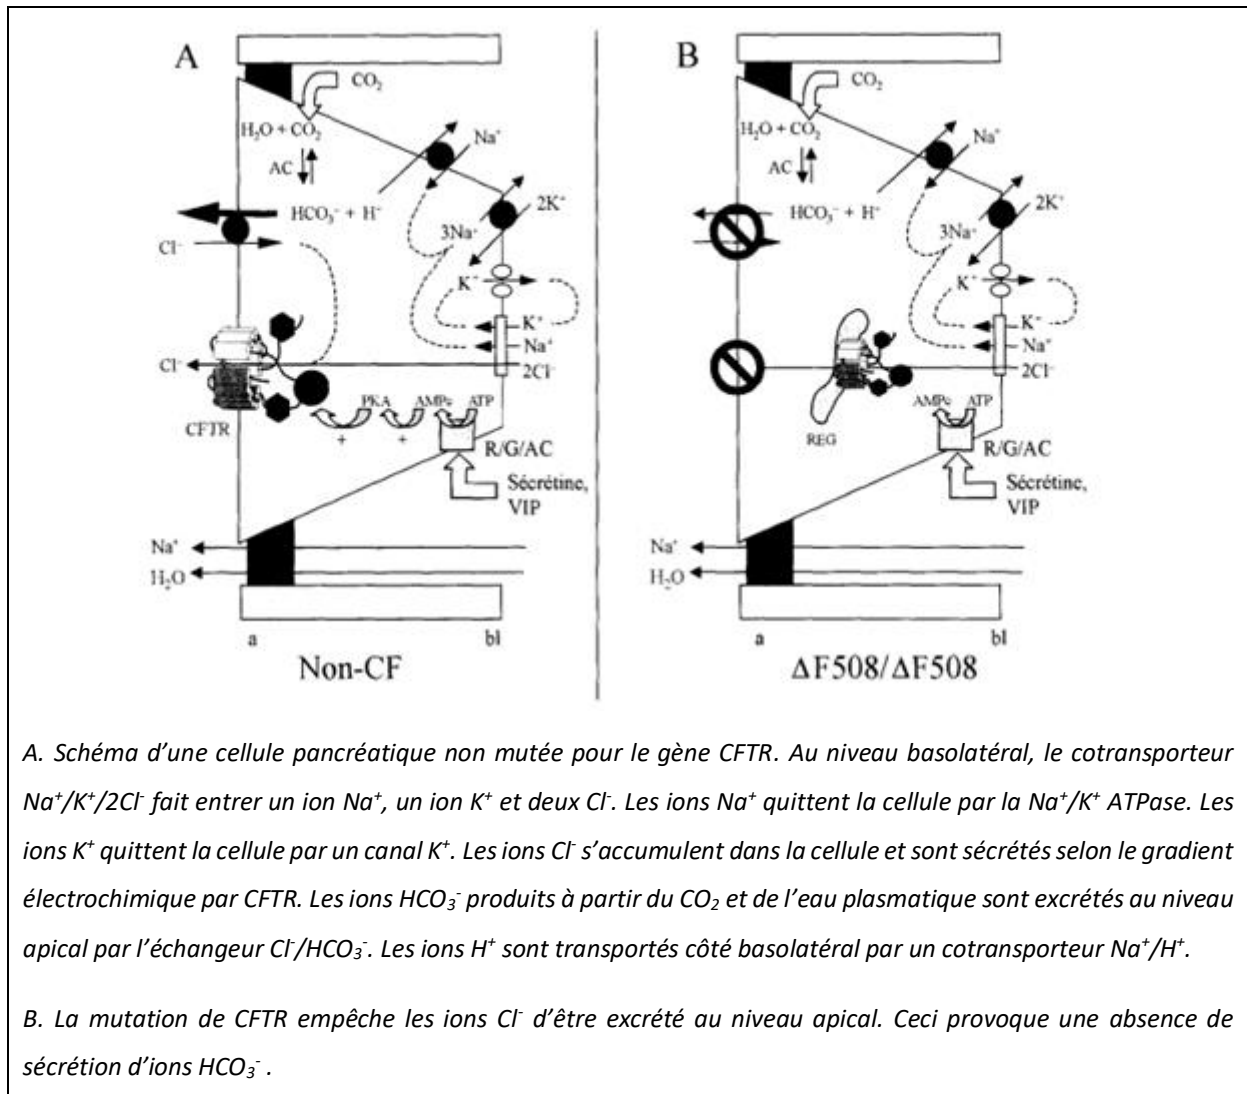 A
CO₂
H₂O + CO₂
AC
Na⁺
HCO₃⁻ + H⁺
2K⁺
3Na⁺
Cl⁻
K⁺
K⁺
Na⁺
Cl⁻
2Cl⁻
PKA
AMPc
ATP
CFTR
+
+
R/G/AC
Sécrétine,
VIP
Na⁺
H₂O
a
bl
Non-CF
B
CO₂
H₂O + CO₂
AC
Na⁺
HCO₃⁻ + H⁺
2K⁺
3Na⁺
K⁺
K⁺
Na⁺
2Cl⁻
AMPc
ATP
REG
R/G/AC
Sécrétine,
VIP
Na⁺
H₂O
a
bl
ΔF508/ΔF508
A. Schéma d’une cellule pancréatique non mutée pour le gène CFTR. Au niveau basolatéral, le cotransporteur
Na⁺/K⁺/2Cl⁻ fait entrer un ion Na⁺, un ion K⁺ et deux Cl⁻. Les ions Na⁺ quittent la cellule par la Na⁺/K⁺ ATPase. Les
ions K⁺ quittent la cellule par un canal K⁺. Les ions Cl⁻ s’accumulent dans la cellule et sont sécrétés selon le gradient
électrochimique par CFTR. Les ions HCO₃⁻ produits à partir du CO₂ et de l’eau plasmatique sont excrétés au niveau
apical par l’échangeur Cl⁻/HCO₃⁻. Les ions H⁺ sont transportés côté basolatéral par un cotransporteur Na⁺/H⁺.
B. La mutation de CFTR empêche les ions Cl⁻ d’être excrété au niveau apical. Ceci provoque une absence de
sécrétion d’ions HCO₃⁻ .